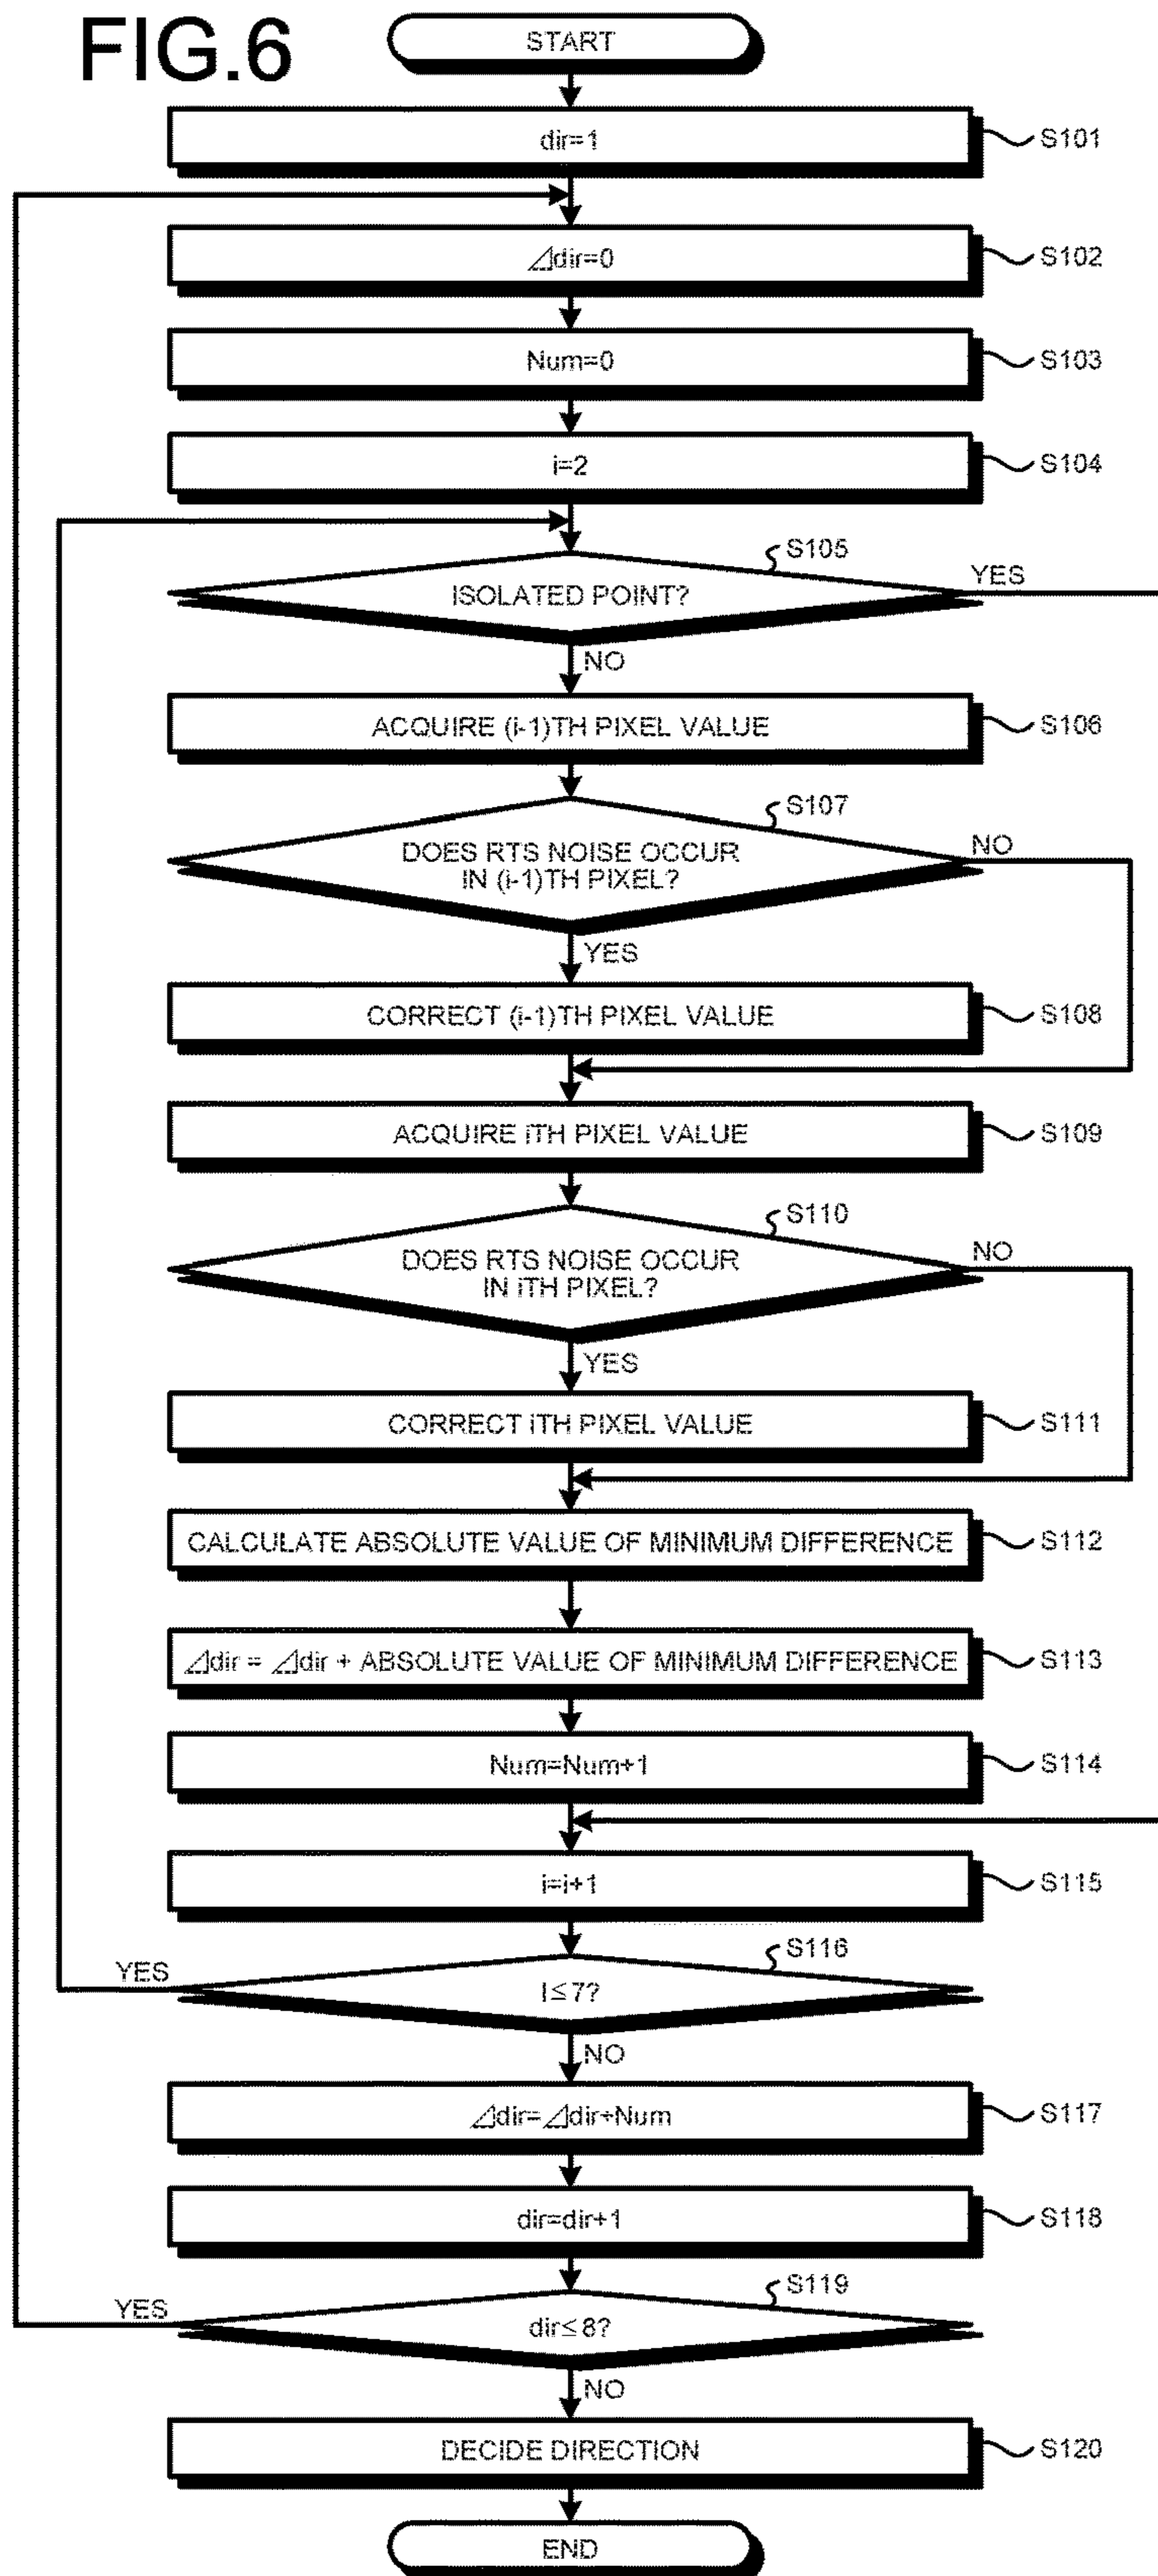 FIG.6
START
dir=1
S101
⊿dir=0
S102
Num=0
S103
i=2
S104
S105
ISOLATED POINT?
YES
NO
ACQUIRE (i-1)TH PIXEL VALUE
S106
S107
DOES RTS NOISE OCCUR
IN (i-1)TH PIXEL?
NO
YES
CORRECT (i-1)TH PIXEL VALUE
S108
ACQUIRE iTH PIXEL VALUE
S109
S110
DOES RTS NOISE OCCUR
IN iTH PIXEL?
NO
YES
CORRECT iTH PIXEL VALUE
S111
CALCULATE ABSOLUTE VALUE OF MINIMUM DIFFERENCE
S112
⊿dir = ⊿dir + ABSOLUTE VALUE OF MINIMUM DIFFERENCE
S113
Num=Num+1
S114
i=i+1
S115
S116
YES
I≤7?
NO
⊿dir=⊿dir÷Num
S117
dir=dir+1
S118
S119
YES
dir≤8?
NO
DECIDE DIRECTION
S120
END